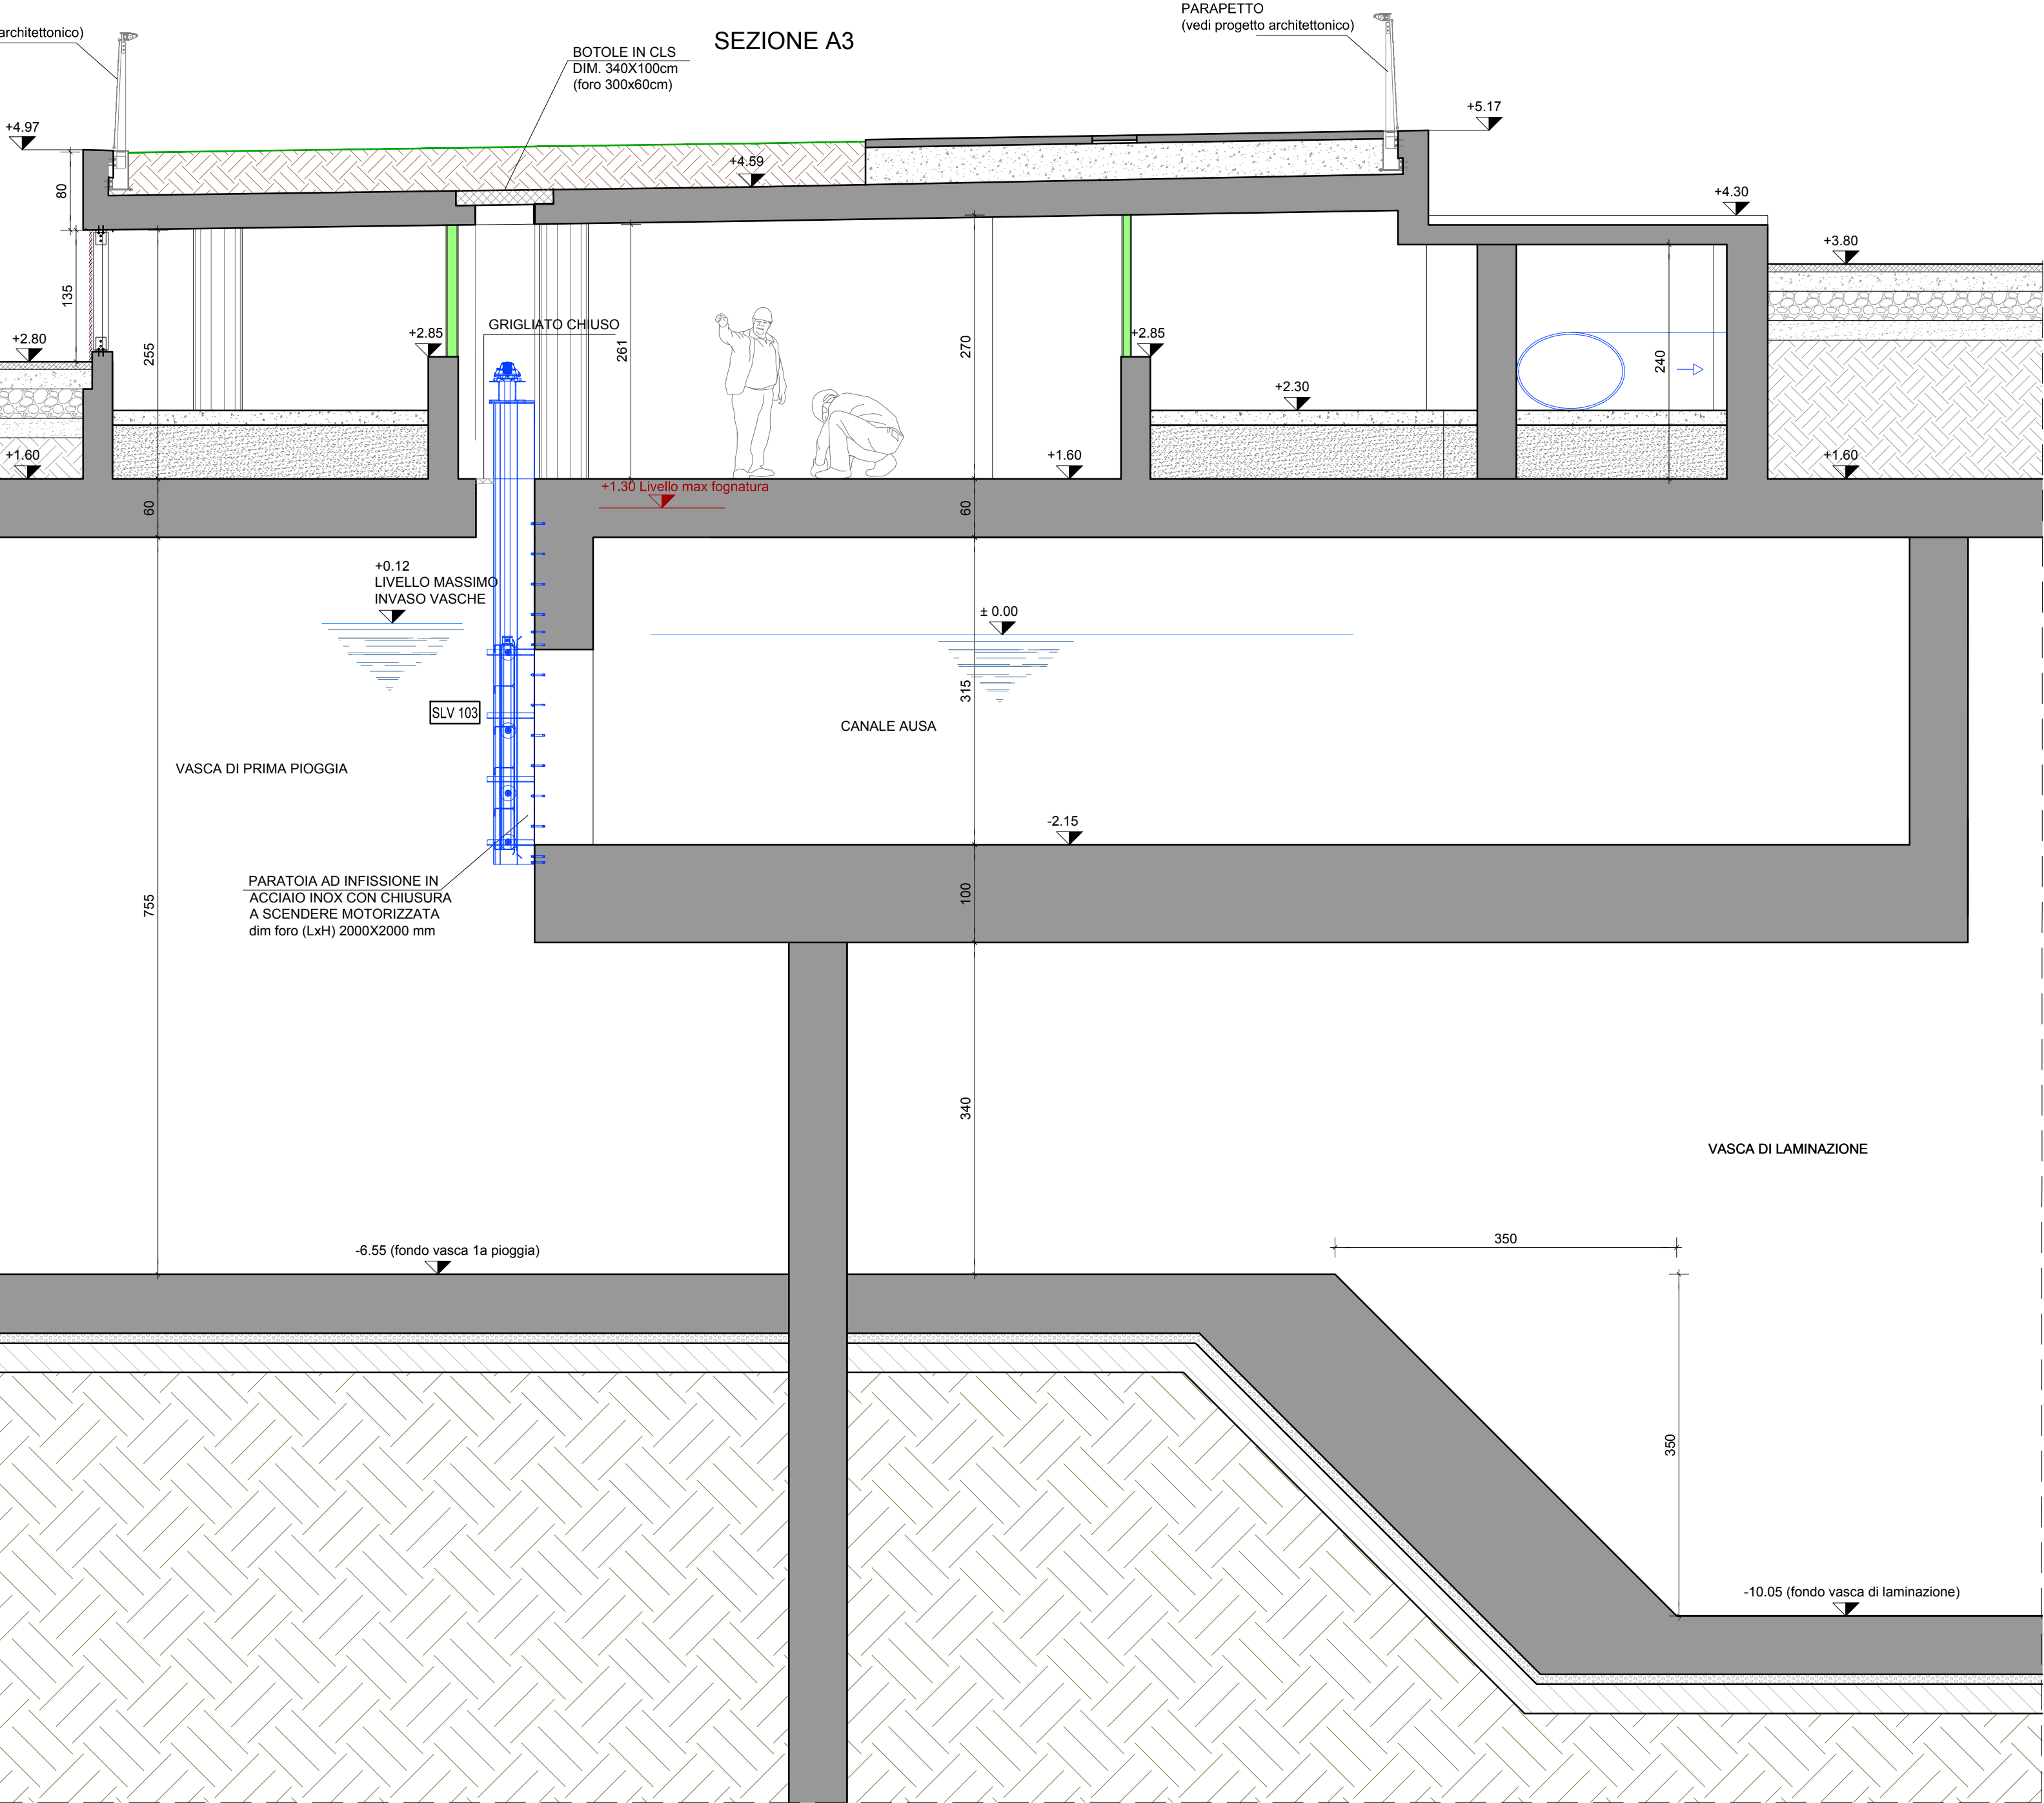 architettonico)
SEZIONE A3
PARAPETTO
(vedi progetto architettonico)
BOTOLE IN CLS
DIM. 340X100cm
(foro 300x60cm)
+4.97
+5.17
+4.59
80
+4.30
+3.80
135
+2.80
255
+2.85
GRIGLIATO CHIUSO
261
270
+2.85
240
+2.30
+1.60
+1.60
+1.60
60
+1.30 Livello max fognatura
60
+0.12
LIVELLO MASSIMO
INVASO VASCHE
± 0.00
315
SLV 103
CANALE AUSA
VASCA DI PRIMA PIOGGIA
-2.15
PARATOIA AD INFISSIONE IN
ACCIAIO INOX CON CHIUSURA
A SCENDERE MOTORIZZATA
dim foro (LxH) 2000X2000 mm
755
100
340
VASCA DI LAMINAZIONE
-6.55 (fondo vasca 1a pioggia)
350
350
-10.05 (fondo vasca di laminazione)